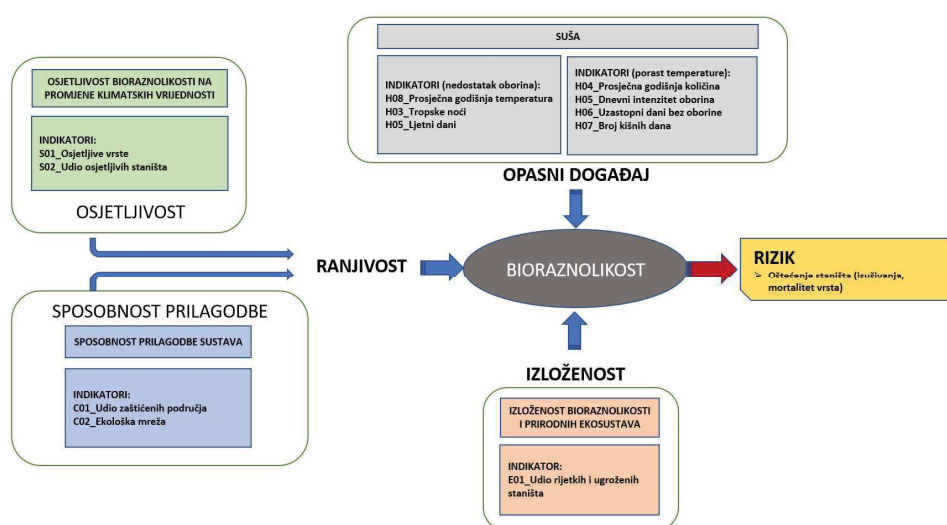 SUŠA
INDIKATORI (nedostatak oborina):
H08_Prosječna godišnja temperatura
H03_Tropske noći
H05_Ljetni dani
INDIKATORI (porast temperature):
H04_Prosječna godišnja količina
H05_Dnevni intenzitet oborina
H06_Uzastopni dani bez oborine
H07_Broj kišnih dana
OPASNI DOGAĐAJ
OSJETLJIVOST BIORAZNOLIKOSTI NA
PROMJENE KLIMATSKIH VRIJEDNOSTI
INDIKATORI:
S01_Osjetljive vrste
S02_Udio osjetljivih staništa
OSJETLJIVOST
RANJIVOST
BIORAZNOLIKOST
RIZIK
➢ Oštećenje staništa (isušivanja,
mortalitet vrsta)
SPOSOBNOST PRILAGODBE
SPOSOBNOST PRILAGODBE SUSTAVA
INDIKATORI:
C01_Udio zaštićenih područja
C02_Ekološka mreža
IZLOŽENOST
IZLOŽENOST BIORAZNOLIKOSTI
I PRIRODNIH EKOSUSTAVA
INDIKATOR:
E01_Udio rijetkih i ugroženih
staništa